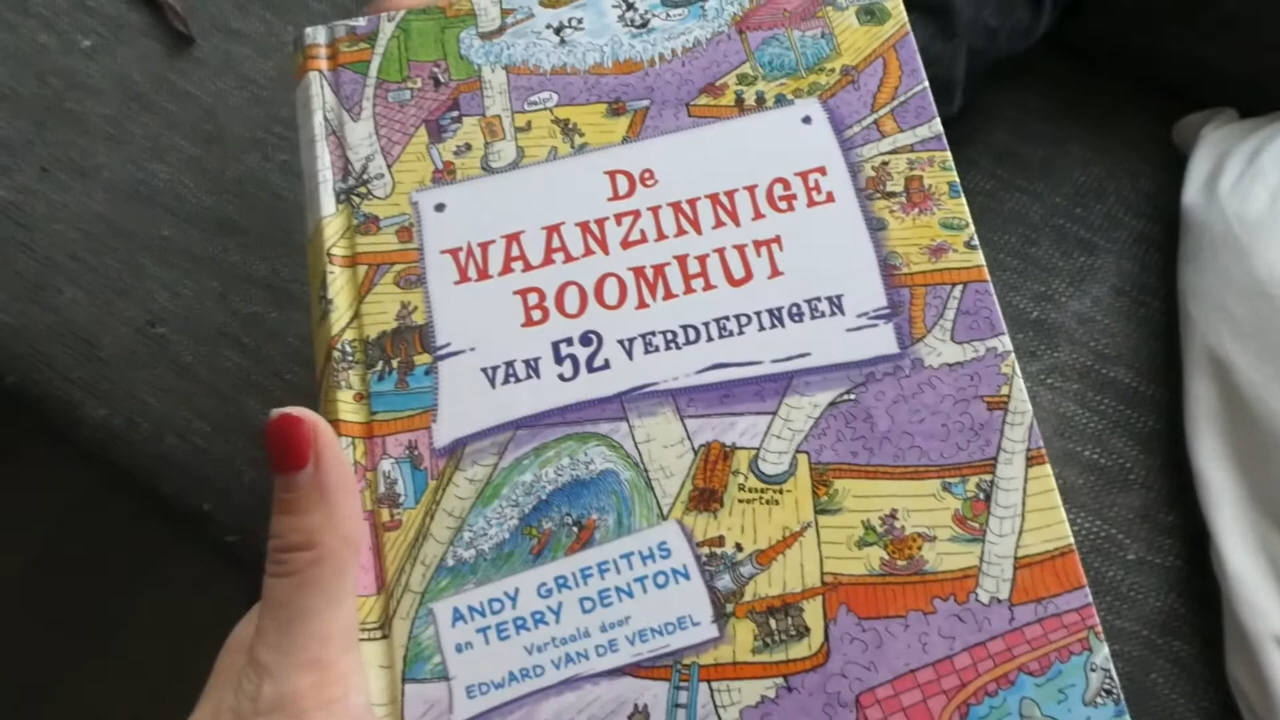 Help!
De
WAANZINNIGE
BOOMHUT
VAN 52 VERDIEPINGEN
Reserve-
wortels
ANDY GRIFFITHS
en TERRY DENTON
Vertaald door
EDWARD VAN DE VENDEL